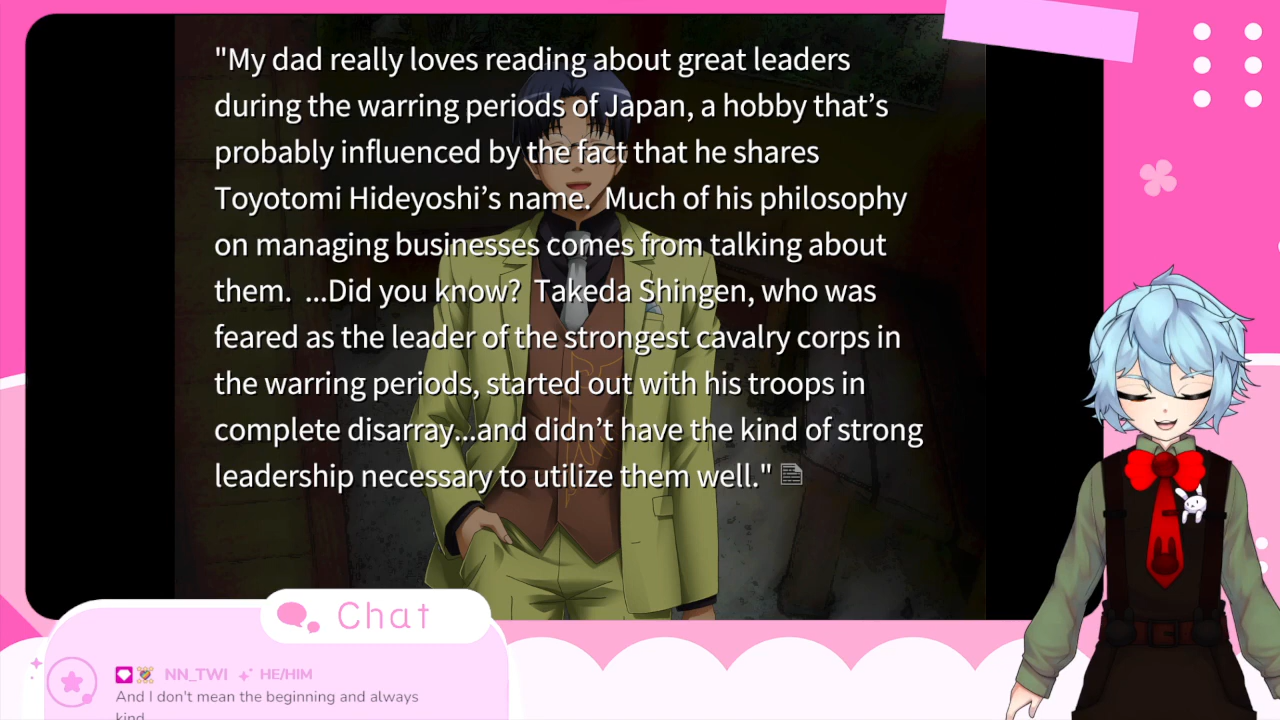 "My dad really loves reading about great leaders
during the warring periods of Japan, a hobby that’s
probably influenced by the fact that he shares
Toyotomi Hideyoshi’s name.  Much of his philosophy
on managing businesses comes from talking about
them.  ...Did you know?  Takeda Shingen, who was
feared as the leader of the strongest cavalry corps in
the warring periods, started out with his troops in
complete disarray...and didn’t have the kind of strong
leadership necessary to utilize them well."
Chat
NN_TWI HE/HIM
And I don't mean the beginning and always
kind